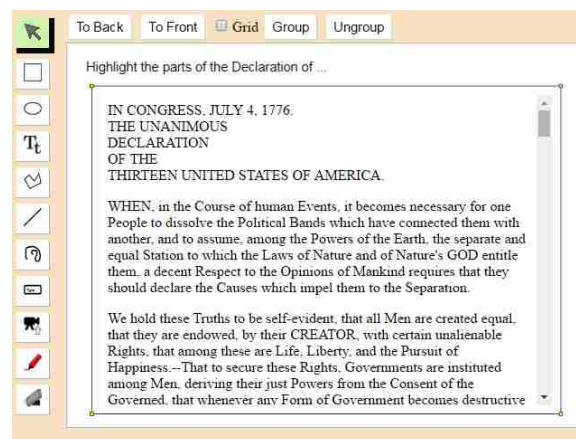 To Back To Front Grid Group Ungroup
Highlight the parts of the Declaration of ...
IN CONGRESS, JULY 4, 1776.
THE UNANIMOUS
DECLARATION
OF THE
THIRTEEN UNITED STATES OF AMERICA.
WHEN, in the Course of human Events, it becomes necessary for one
People to dissolve the Political Bands which have connected them with
another, and to assume, among the Powers of the Earth, the separate and
equal Station to which the Laws of Nature and of Nature's GOD entitle
them, a decent Respect to the Opinions of Mankind requires that they
should declare the Causes which impel them to the Separation.
We hold these Truths to be self-evident, that all Men are created equal,
that they are endowed, by their CREATOR, with certain unalienable
Rights, that among these are Life, Liberty, and the Pursuit of
Happiness.--That to secure these Rights, Governments are instituted
among Men, deriving their just Powers from the Consent of the
Governed, that whenever any Form of Government becomes destructive
Tt